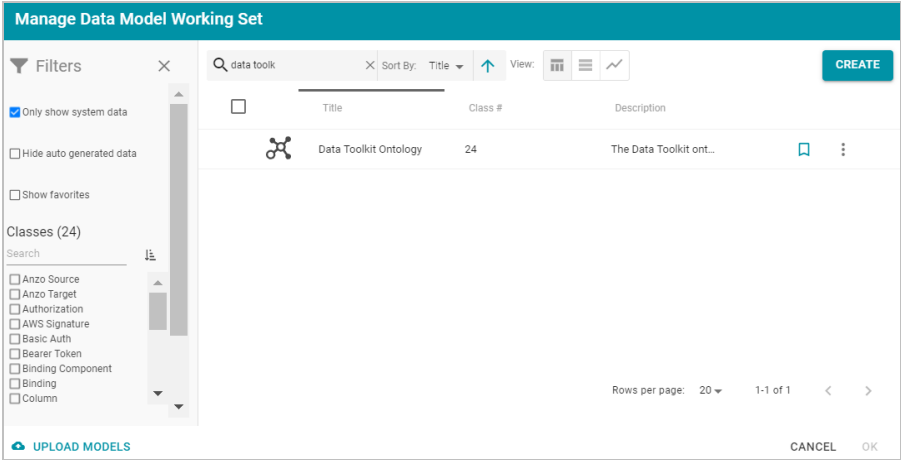 Manage Data Model Working Set
Filters
Only show system data
Hide auto generated data
Show favorites
Classes (24)
Search
Anzo Source
Anzo Target
Authorization
AWS Signature
Basic Auth
Bearer Token
Binding Component
Binding
Column
data toolk Sort By: Title View: CREATE
Title Class # Description
Data Toolkit Ontology 24 The Data Toolkit ont...
Rows per page: 20 1-1 of 1
UPLOAD MODELS CANCEL OK